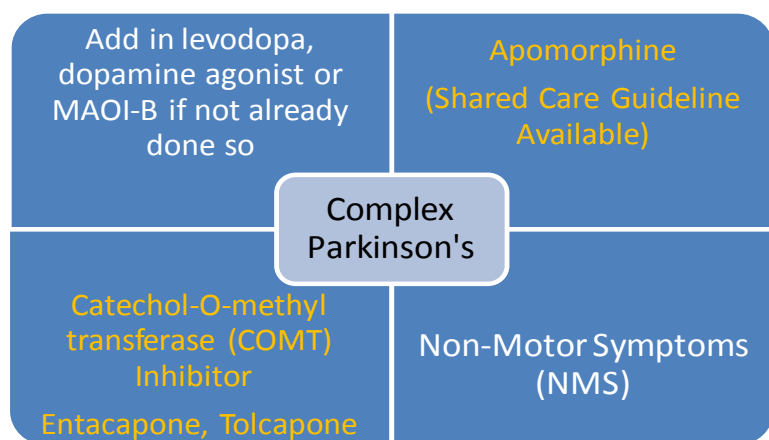 Add in levodopa,
dopamine agonist or
MAOI-B if not already
done so
Apomorphine
(Shared Care Guideline
Available)
Complex
Parkinson's
Catechol-O-methyl
transferase (COMT)
Inhibitor
Entacapone, Tolcapone
Non-Motor Symptoms
(NMS)